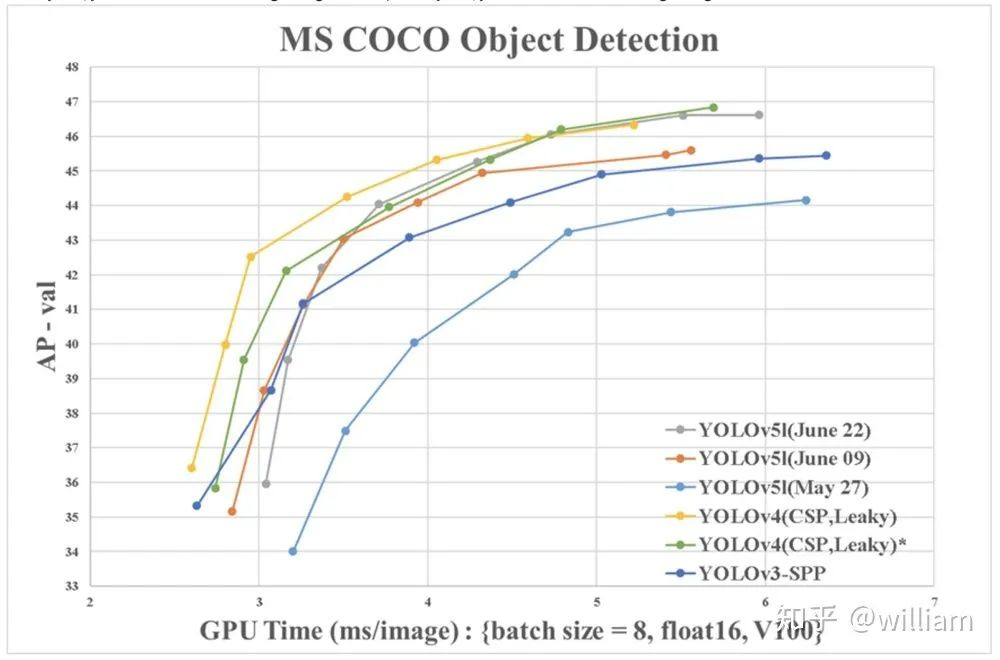 MS COCO Object Detection
48
47
46
45
44
43
42
41
40
39
38
37
36
35
34
33
AP - val
YOLOv5l(June 22)
YOLOv5l(June 09)
YOLOv5l(May 27)
YOLOv4(CSP,Leaky)
YOLOv4(CSP,Leaky)*
YOLOv3-SPP
2 3 4 5 6 7
GPU Time (ms/image) : {batch size = 8, float16, V100}
知乎 @william